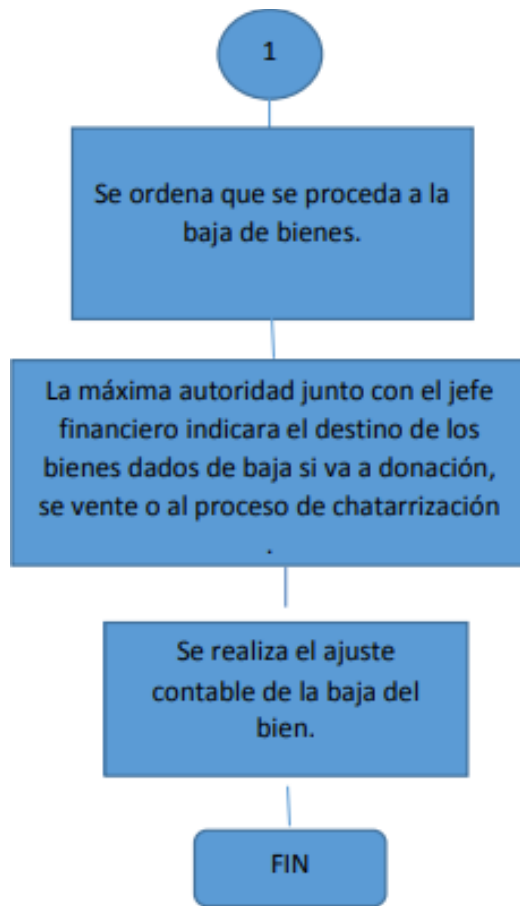 1
Se ordena que se proceda a la
baja de bienes.
La máxima autoridad junto con el jefe
financiero indicara el destino de los
bienes dados de baja si va a donación,
se vente o al proceso de chatarrización
.
Se realiza el ajuste
contable de la baja del
bien.
FIN